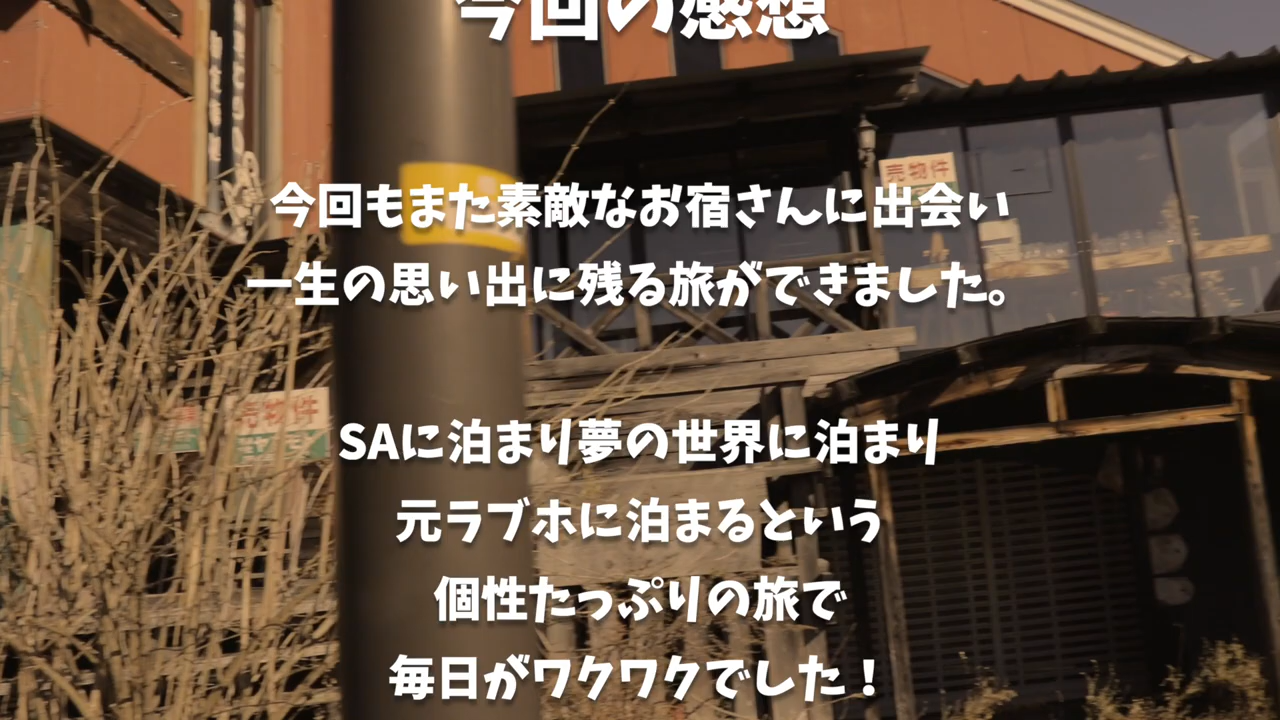 今回の感想
売物件
今回もまた素敵なお宿さんに出会い
一生の思い出に残る旅ができました。
売物件
SAに泊まり夢の世界に泊まり
元ラブホに泊まるという
個性たっぷりの旅で
毎日がワクワクでした！